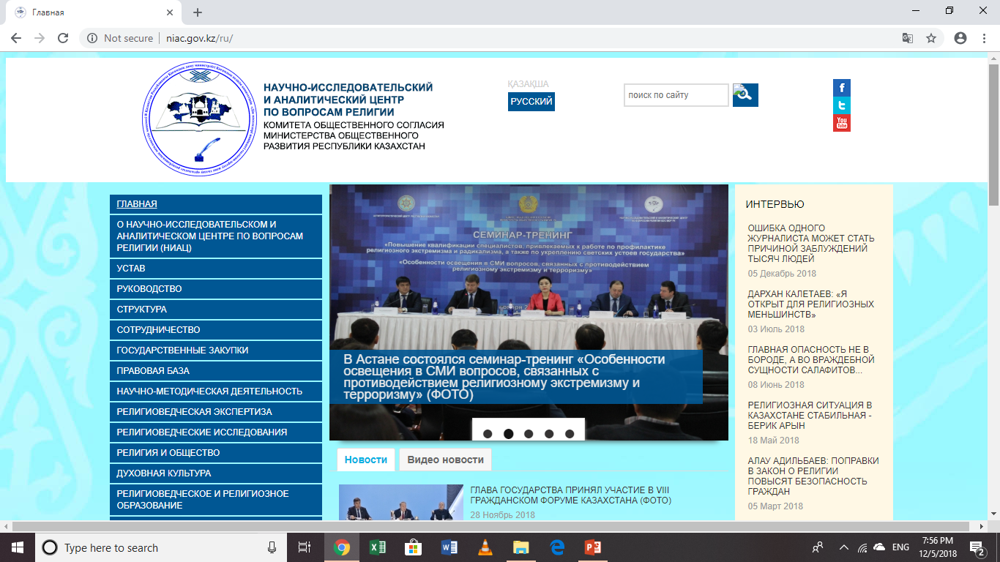 Главная
Not secure
niac.gov.kz/ru/
НАУЧНО-ИССЛЕДОВАТЕЛЬСКИЙ
И АНАЛИТИЧЕСКИЙ ЦЕНТР
ПО ВОПРОСАМ РЕЛИГИИ
КОМИТЕТА ОБЩЕСТВЕННОГО СОГЛАСИЯ
МИНИСТЕРСТВА ОБЩЕСТВЕННОГО
РАЗВИТИЯ РЕСПУБЛИКИ КАЗАХСТАН
ҚАЗАҚША
РУССКИЙ
поиск по сайту
f
t
You
Tube
ГЛАВНАЯ
О НАУЧНО-ИССЛЕДОВАТЕЛЬСКОМ И
АНАЛИТИЧЕСКОМ ЦЕНТРЕ ПО ВОПРОСАМ
РЕЛИГИИ (НИАЦ)
УСТАВ
РУКОВОДСТВО
СТРУКТУРА
СОТРУДНИЧЕСТВО
ГОСУДАРСТВЕННЫЕ ЗАКУПКИ
ПРАВОВАЯ БАЗА
НАУЧНО-МЕТОДИЧЕСКАЯ ДЕЯТЕЛЬНОСТЬ
РЕЛИГИОВЕДЧЕСКАЯ ЭКСПЕРТИЗА
РЕЛИГИОВЕДЧЕСКИЕ ИССЛЕДОВАНИЯ
РЕЛИГИЯ И ОБЩЕСТВО
ДУХОВНАЯ КУЛЬТУРА
РЕЛИГИОВЕДЧЕСКОЕ И РЕЛИГИОЗНОЕ
ОБРАЗОВАНИЕ
СЕМИНАР-ТРЕНИНГ
«Повышение квалификации специалистов, привлекаемых к работе по профилактике
религиозного экстремизма и радикализма, а также по укреплению светских устоев государства»
«Особенности освещения в СМИ вопросов, связанных с противодействием
религиозному экстремизму и терроризму»
В Астане состоялся семинар-тренинг «Особенности
освещения в СМИ вопросов, связанных с
противодействием религиозному экстремизму и
терроризму» (ФОТО)
Новости
Видео новости
ГЛАВА ГОСУДАРСТВА ПРИНЯЛ УЧАСТИЕ В VIII
ГРАЖДАНСКОМ ФОРУМЕ КАЗАХСТАНА (ФОТО)
28 Ноябрь 2018
ИНТЕРВЬЮ
ОШИБКА ОДНОГО
ЖУРНАЛИСТА МОЖЕТ СТАТЬ
ПРИЧИНОЙ ЗАБЛУЖДЕНИЙ
ТЫСЯЧ ЛЮДЕЙ
05 Декабрь 2018
ДАРХАН КАЛЕТАЕВ: «Я
ОТКРЫТ ДЛЯ РЕЛИГИОЗНЫХ
МЕНЬШИНСТВ»
03 Июль 2018
ГЛАВНАЯ ОПАСНОСТЬ НЕ В
БОРОДЕ, А ВО ВРАЖДЕБНОЙ
СУЩНОСТИ САЛАФИТОВ...
08 Июнь 2018
РЕЛИГИОЗНАЯ СИТУАЦИЯ В
КАЗАХСТАНЕ СТАБИЛЬНАЯ -
БЕРИК АРЫН
18 Май 2018
АЛАУ АДИЛЬБАЕВ: ПОПРАВКИ
В ЗАКОН О РЕЛИГИИ
ПОВЫСЯТ БЕЗОПАСНОСТЬ
ГРАЖДАН
05 Март 2018
Type here to search
ENG
7:56 PM
12/5/2018
2